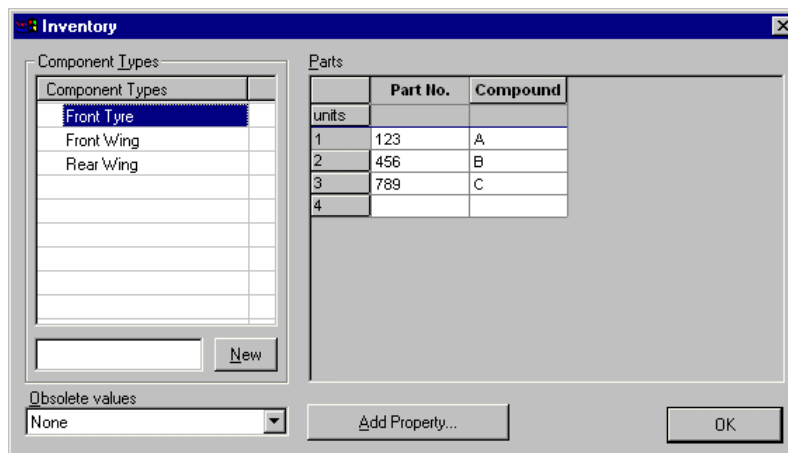 Inventory
Component Types
Component Types
Front Tyre
Front Wing
Rear Wing
New
Obsolete values
None
Parts
Part No. Compound
units
1 123 A
2 456 B
3 789 C
4
Add Property...
OK